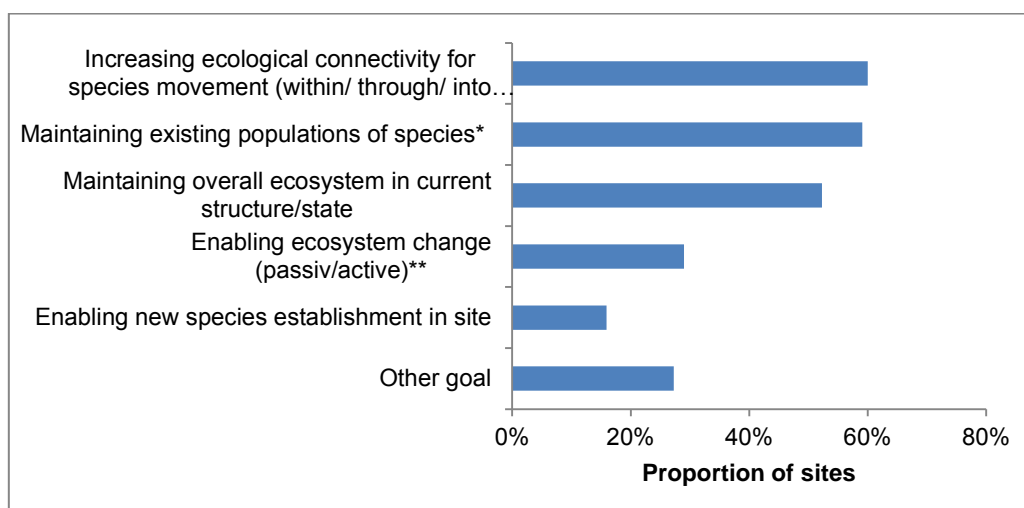 Increasing ecological connectivity for
species movement (within/ through/ into…
Maintaining existing populations of species*
Maintaining overall ecosystem in current
structure/state
Enabling ecosystem change
(passiv/active)**
Enabling new species establishment in site
Other goal
0% 20% 40% 60% 80%
Proportion of sites